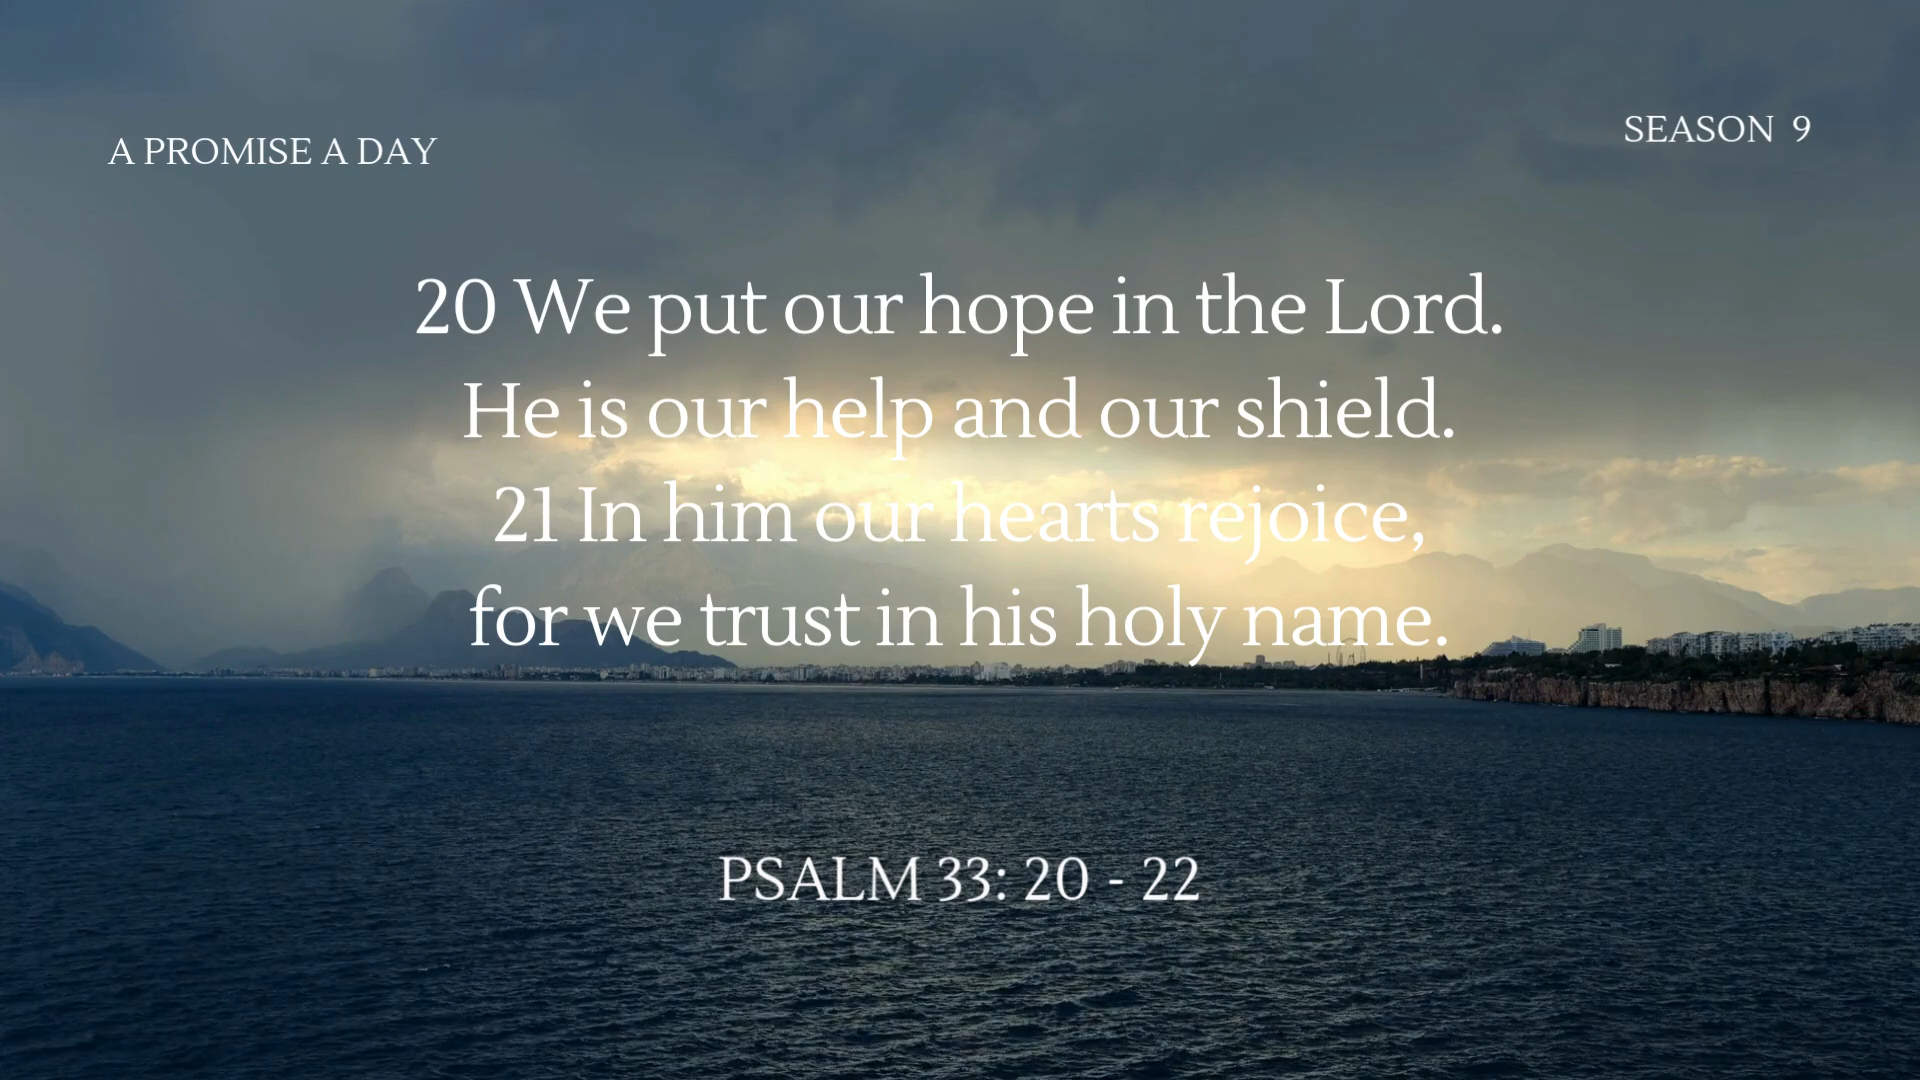 A PROMISE A DAY
SEASON 9
20 We put our hope in the Lord.
He is our help and our shield.
21 In him our hearts rejoice,
for we trust in his holy name.
PSALM 33: 20 - 22